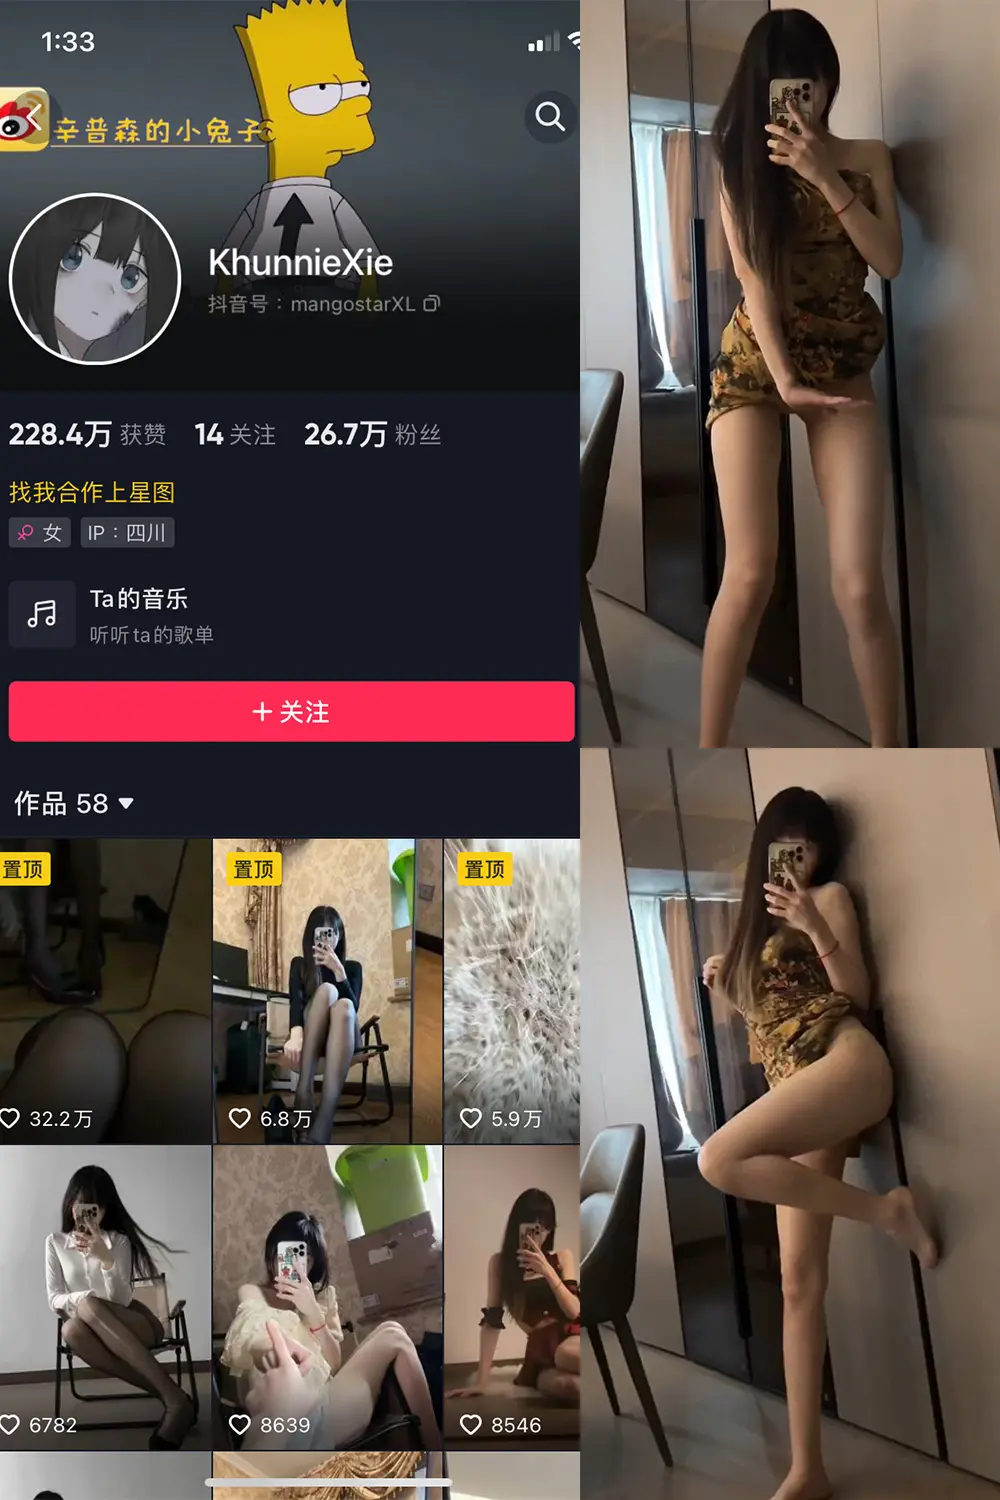 1:33
辛普森的小兔子
KhunnieXie
抖音号：mangostarXL
228.4万 获赞 14 关注 26.7万 粉丝
找我合作上星图
女 IP：四川
Ta的音乐
听听ta的歌单
+ 关注
作品 58
置顶 置顶 置顶
32.2万 6.8万 5.9万
6782 8639 8546